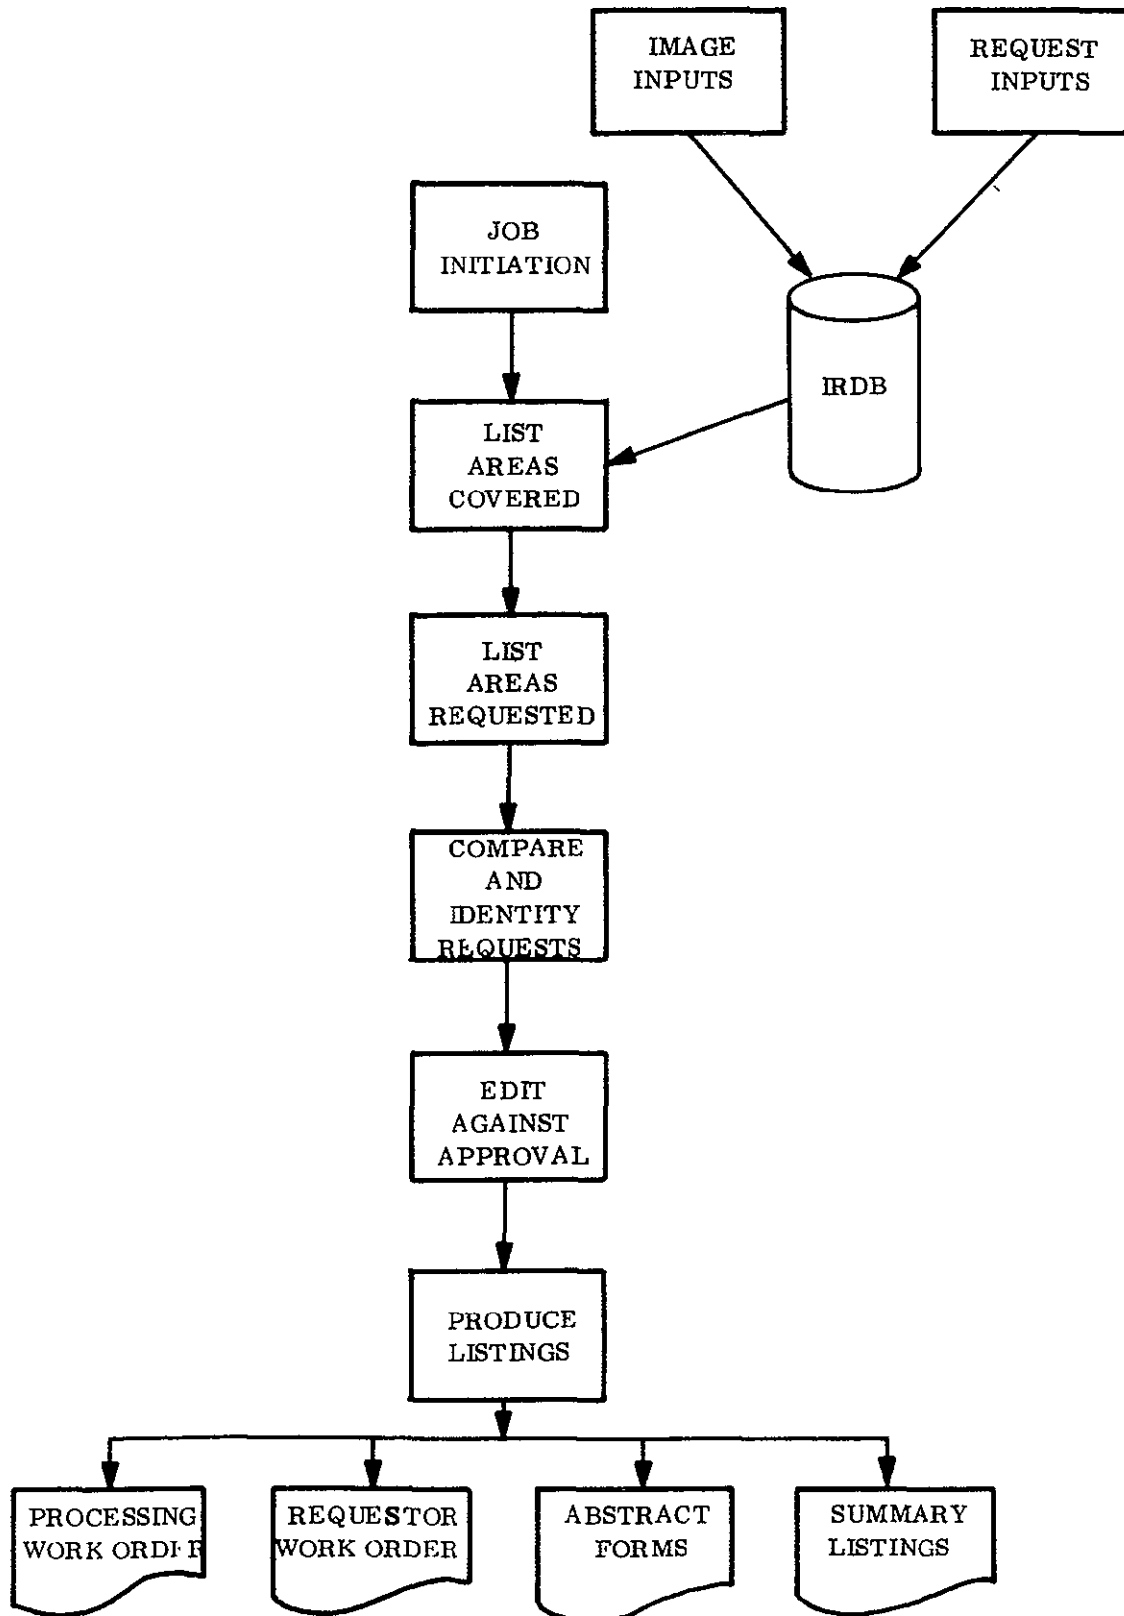 IMAGE
INPUTS
REQUEST
INPUTS
JOB
INITIATION
IRDB
LIST
AREAS
COVERED
LIST
AREAS
REQUESTED
COMPARE
AND
IDENTITY
REQUESTS
EDIT
AGAINST
APPROVAL
PRODUCE
LISTINGS
PROCESSING
WORK ORDER
REQUESTOR
WORK ORDER
ABSTRACT
FORMS
SUMMARY
LISTINGS